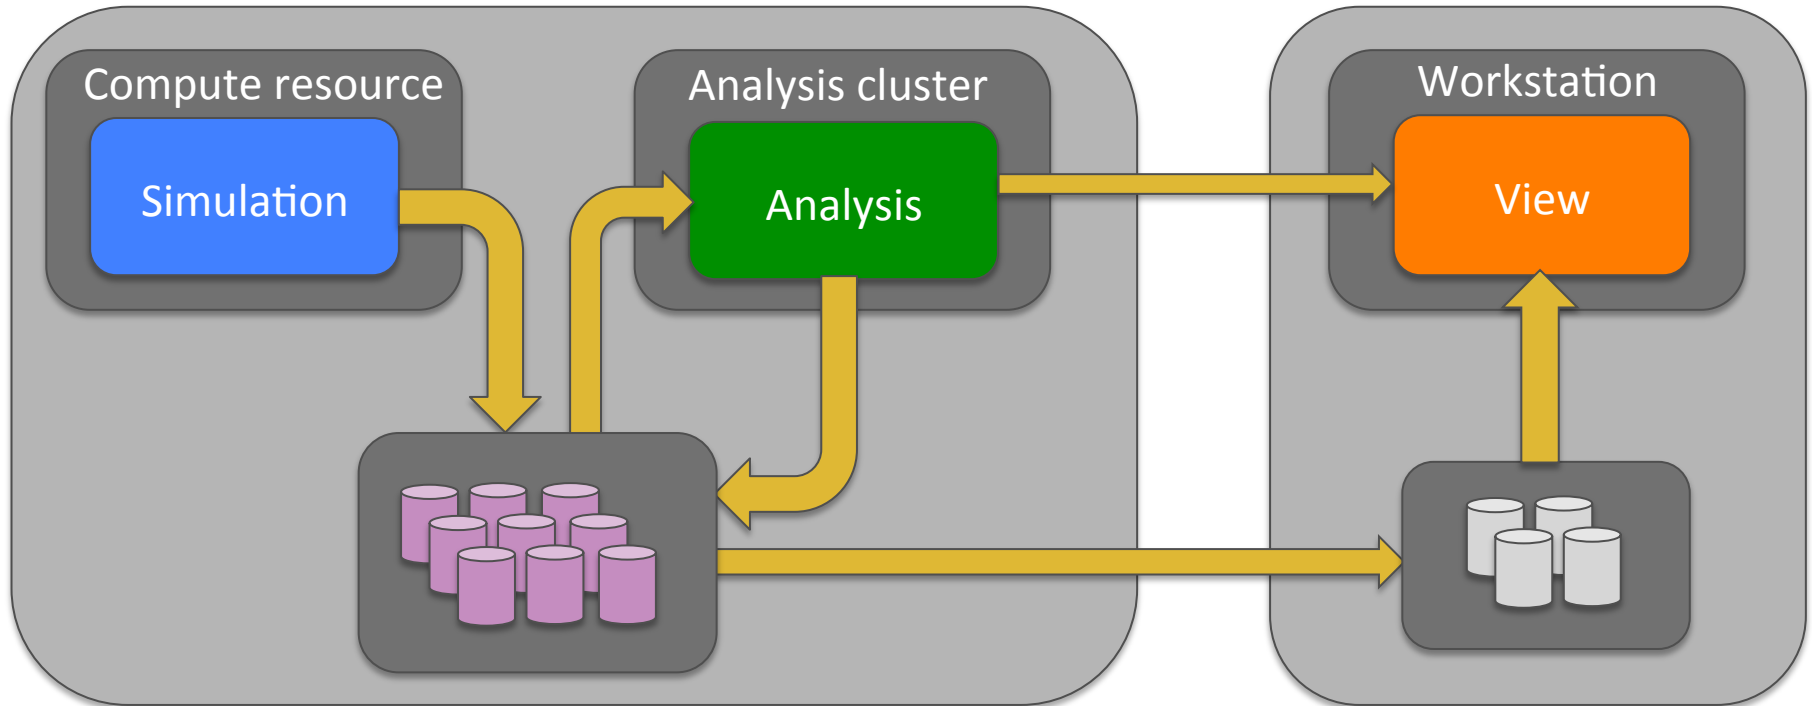 Compute resource
Simulation
Analysis cluster
Analysis
Workstation
View